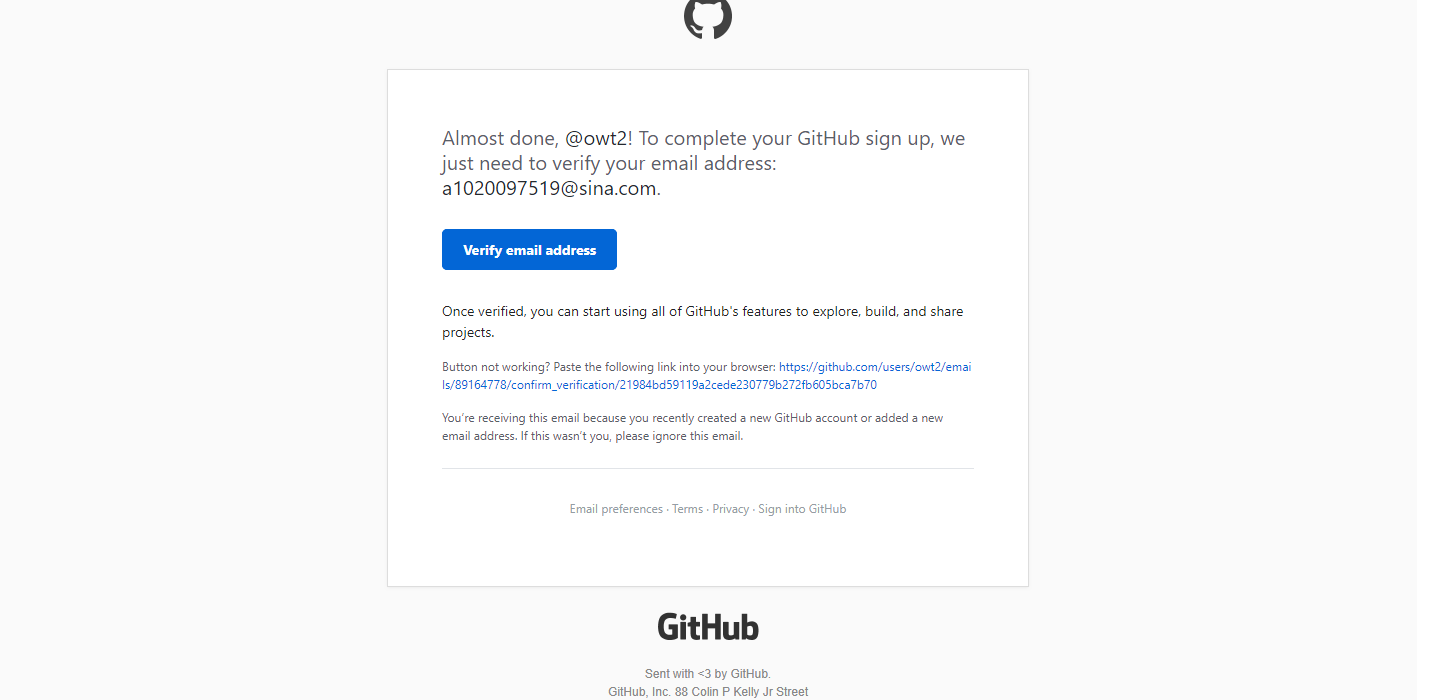 Almost done, @owt2! To complete your GitHub sign up, we
just need to verify your email address:
a1020097519@sina.com.
Verify email address
Once verified, you can start using all of GitHub's features to explore, build, and share
projects.
Button not working? Paste the following link into your browser: https://github.com/users/owt2/emai
ls/89164778/confirm_verification/21984bd59119a2cede230779b272fb605bca7b70
You’re receiving this email because you recently created a new GitHub account or added a new
email address. If this wasn’t you, please ignore this email.
Email preferences · Terms · Privacy · Sign into GitHub
GitHub
Sent with <3 by GitHub.
GitHub, Inc. 88 Colin P Kelly Jr Street